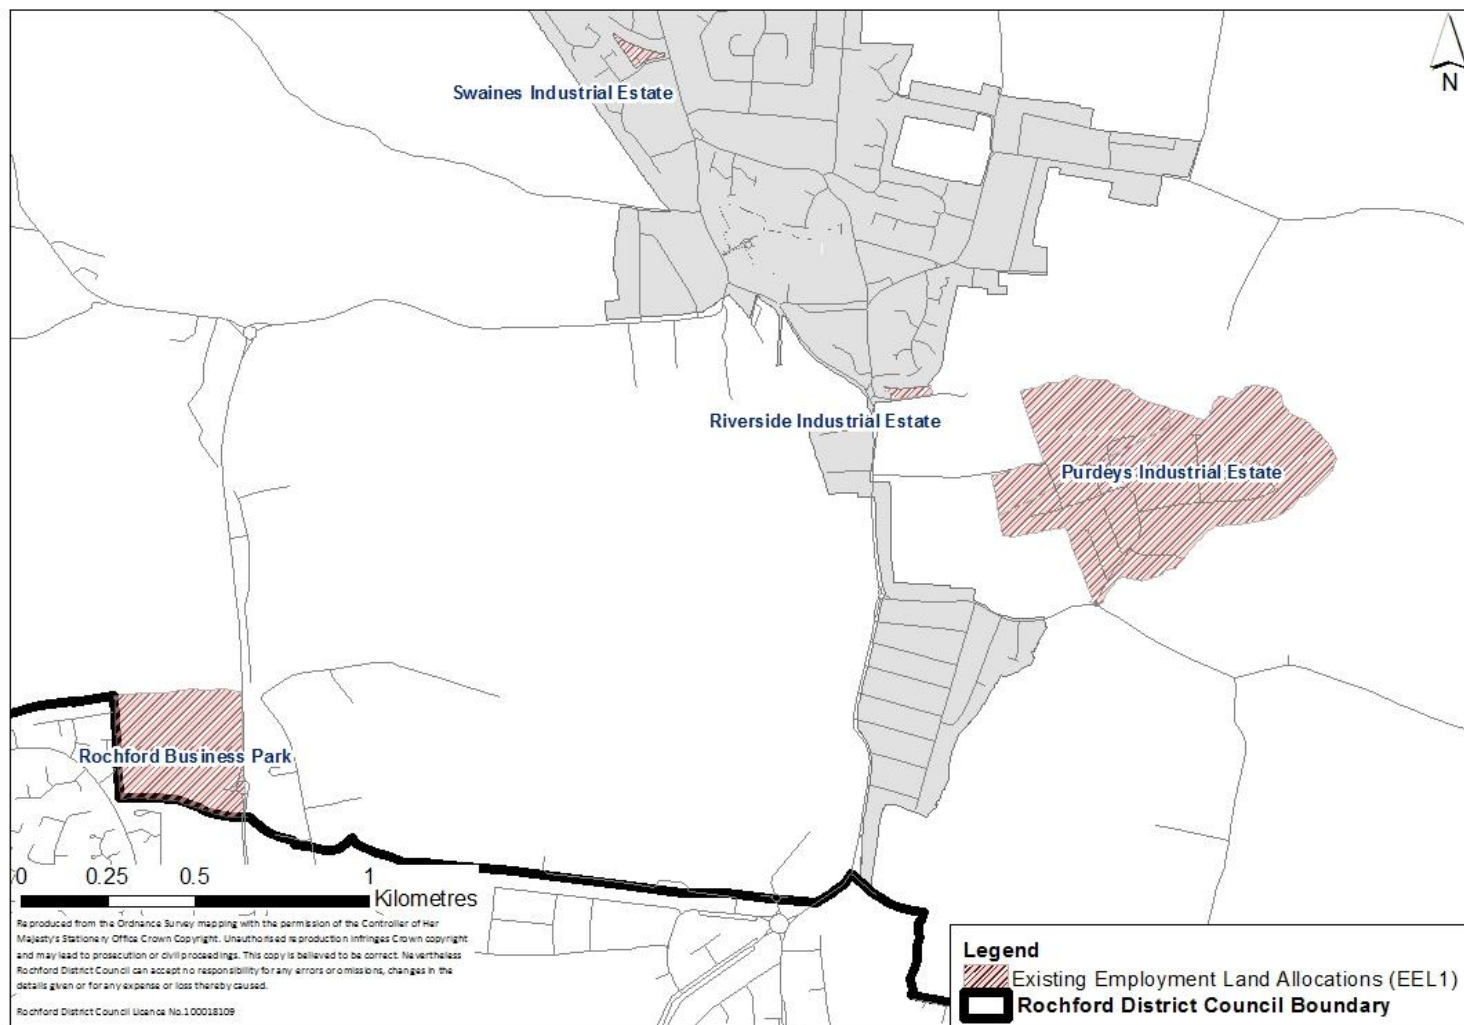 N
Swaines Industrial Estate
Riverside Industrial Estate
Purdeys Industrial Estate
Rochford Business Park
0 0.25 0.5 1
Kilometres
Reproduced from the Ordnance Survey mapping with the permission of the Controller of Her
Majesty's Stationery Office Crown Copyright. Unauthorised reproduction infringes Crown copyright
and may lead to prosecution or civil proceedings. This copy is believed to be correct. Nevertheless
Rochford District Council can accept no responsibility for any errors or omissions, changes in the
details given or for any expense or loss thereby caused.
Rochford District Council Licence No.100018109
Legend
Existing Employment Land Allocations (EEL1)
Rochford District Council Boundary